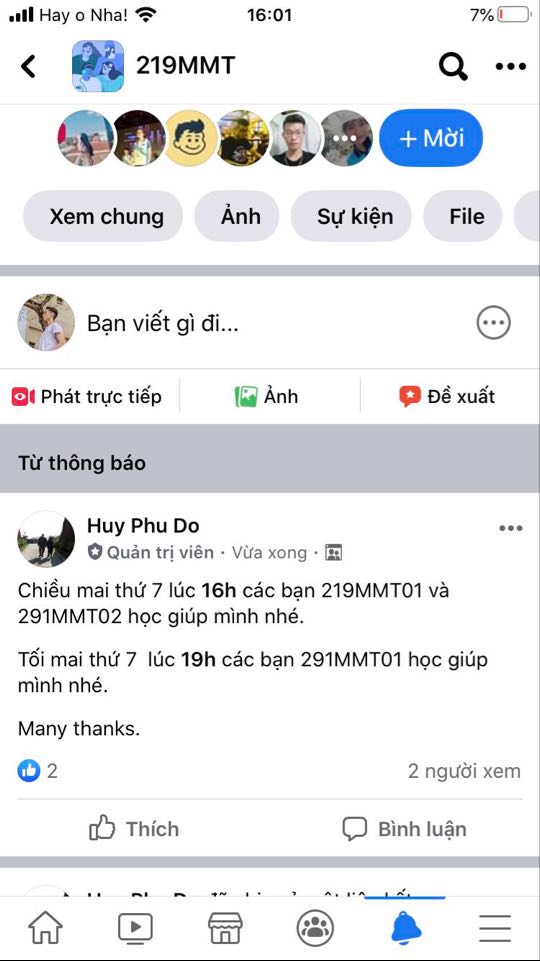 Hay o Nha! 16:01 7%
219MMT
+ Mời
Xem chung Ảnh Sự kiện File
Bạn viết gì đi...
Phát trực tiếp Ảnh Đề xuất
Từ thông báo
Huy Phu Do
Quản trị viên · Vừa xong ·
Chiều mai thứ 7 lúc 16h các bạn 219MMT01 và
291MMT02 học giúp mình nhé.
Tối mai thứ 7 lúc 19h các bạn 291MMT01 học giúp
mình nhé.
Many thanks.
2 2 người xem
Thích Bình luận
Huy Phu Do